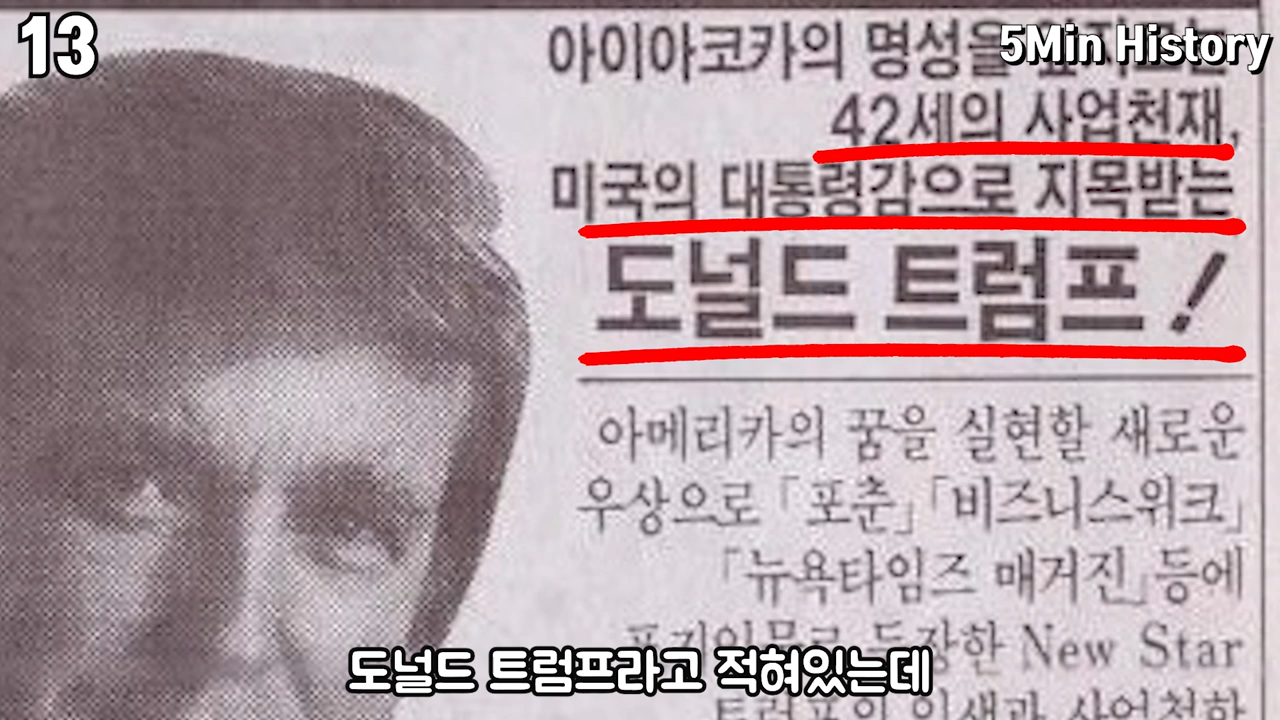 13
5Min History
아이아코카의 명성을
42세의 사업천재,
미국의 대통령감으로 지목받는
도널드 트럼프!
아메리카의 꿈을 실현할 새로운
우상으로 「포춘」 「비즈니스위크」
「뉴욕타임즈 매거진」등에
등장한 New Star
도널드 트럼프라고 적혀있는데